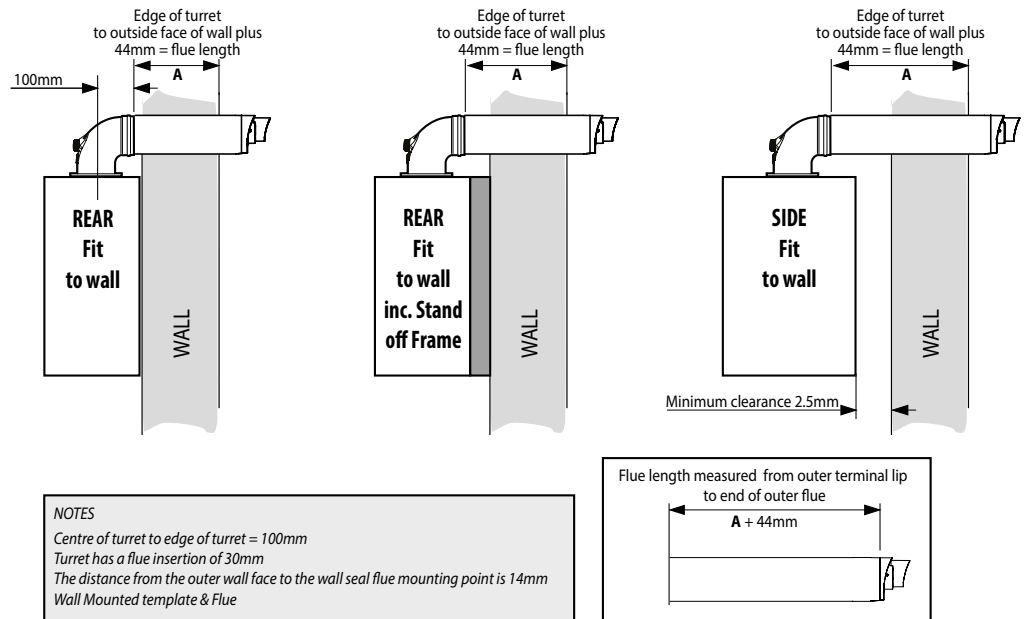 Edge of turret
to outside face of wall plus
44mm = flue length
A
100mm
REAR
Fit
to wall
WALL
Edge of turret
to outside face of wall plus
44mm = flue length
A
REAR
Fit
to wall
inc. Stand
off Frame
WALL
Edge of turret
to outside face of wall plus
44mm = flue length
A
SIDE
Fit
to wall
WALL
Minimum clearance 2.5mm
NOTES
Centre of turret to edge of turret = 100mm
Turret has a flue insertion of 30mm
The distance from the outer wall face to the wall seal flue mounting point is 14mm
Wall Mounted template & Flue
Flue length measured from outer terminal lip
to end of outer flue
A + 44mm